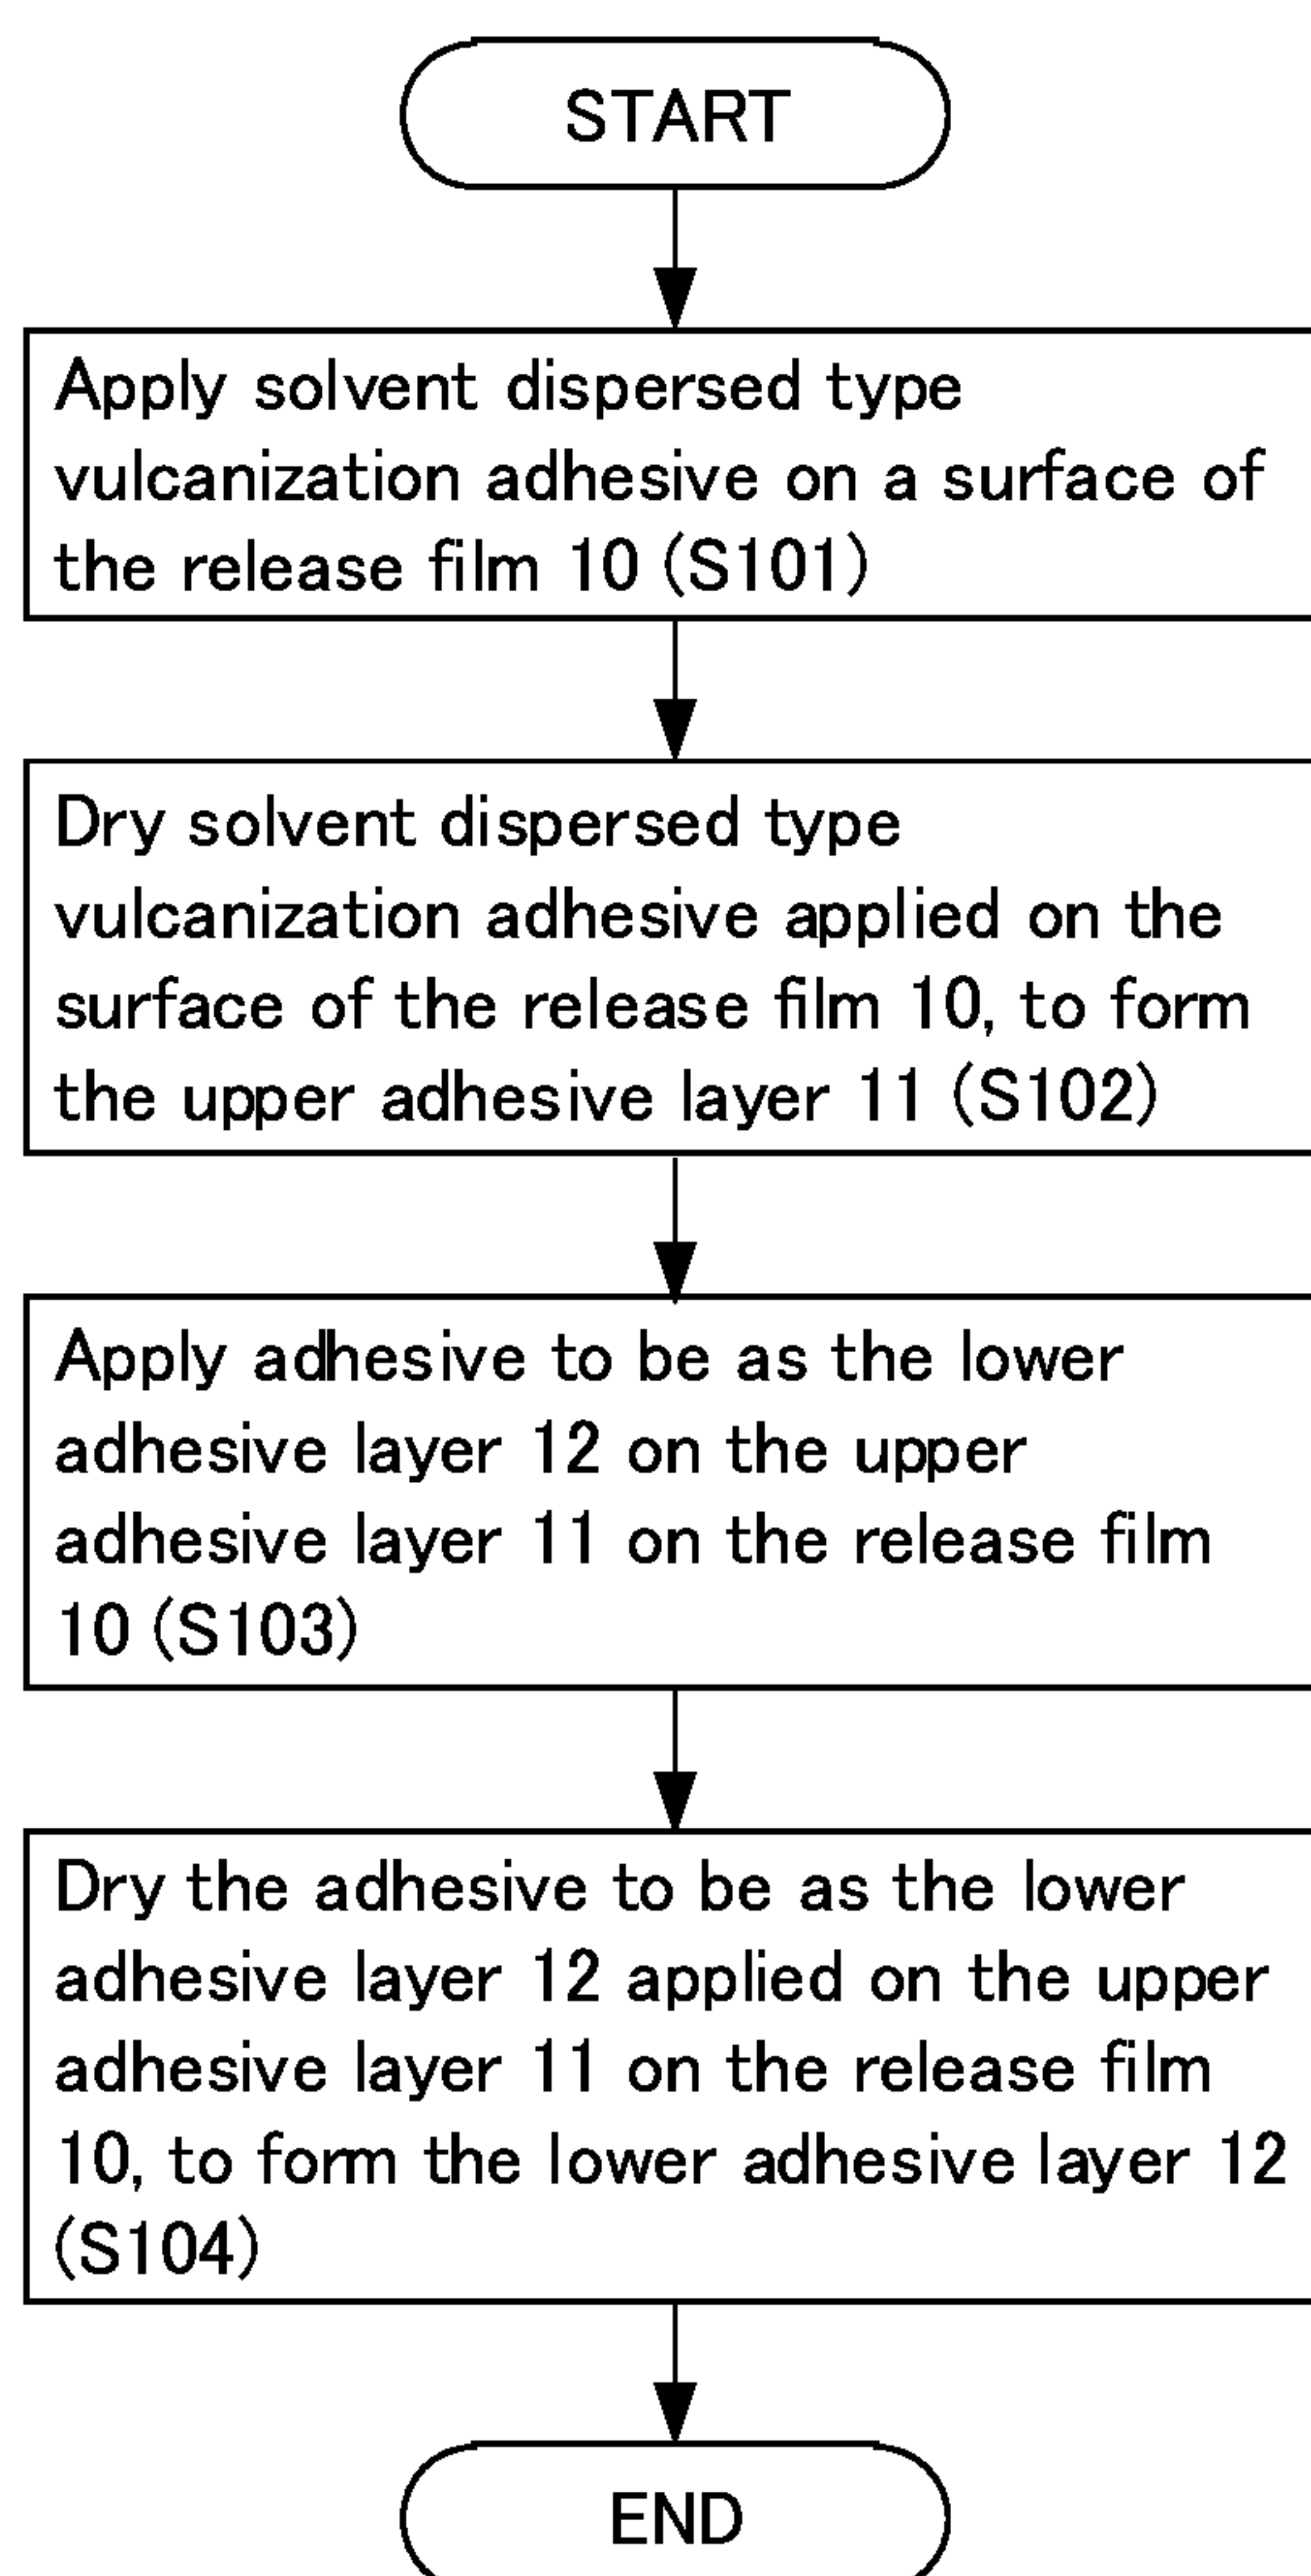 START
Apply solvent dispersed type
vulcanization adhesive on a surface of
the release film 10 (S101)
Dry solvent dispersed type
vulcanization adhesive applied on the
surface of the release film 10, to form
the upper adhesive layer 11 (S102)
Apply adhesive to be as the lower
adhesive layer 12 on the upper
adhesive layer 11 on the release film
10 (S103)
Dry the adhesive to be as the lower
adhesive layer 12 applied on the upper
adhesive layer 11 on the release film
10, to form the lower adhesive layer 12
(S104)
END